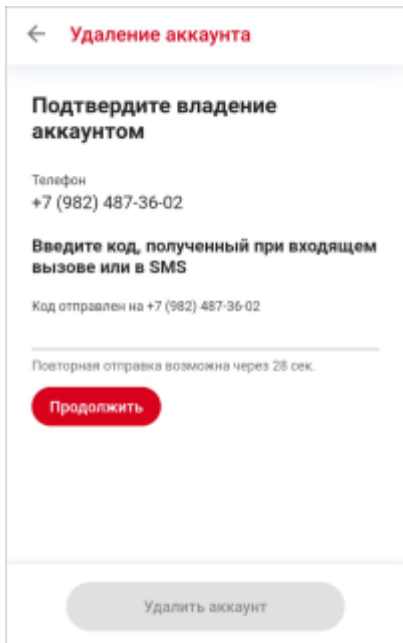 Удаление аккаунта
Подтвердите владение
аккаунтом
Телефон
+7 (982) 487-36-02
Введите код, полученный при входящем
вызове или в SMS
Код отправлен на +7 (982) 487-36-02
Повторная отправка возможна через 28 сек.
Продолжить
Удалить аккаунт